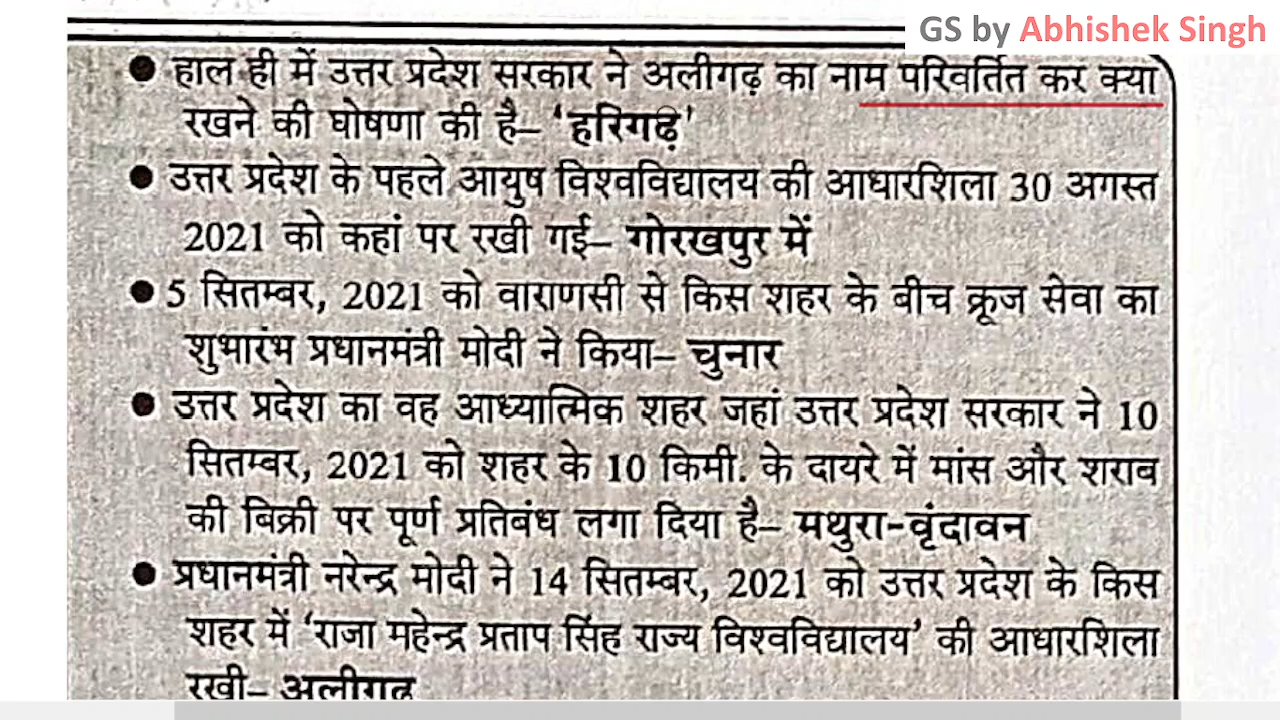 GS by Abhishek Singh
● हाल ही में उत्तर प्रदेश सरकार ने अलीगढ़ का नाम परिवर्तित कर क्या
रखने की घोषणा की है– ‘हरिगढ़’
● उत्तर प्रदेश के पहले आयुष विश्वविद्यालय की आधारशिला 30 अगस्त
2021 को कहां पर रखी गई– गोरखपुर में
● 5 सितम्बर, 2021 को वाराणसी से किस शहर के बीच क्रूज सेवा का
शुभारंभ प्रधानमंत्री मोदी ने किया– चुनार
● उत्तर प्रदेश का वह आध्यात्मिक शहर जहां उत्तर प्रदेश सरकार ने 10
सितम्बर, 2021 को शहर के 10 किमी. के दायरे में मांस और शराब
की बिक्री पर पूर्ण प्रतिबंध लगा दिया है– मथुरा-वृंदावन
● प्रधानमंत्री नरेन्द्र मोदी ने 14 सितम्बर, 2021 को उत्तर प्रदेश के किस
शहर में ‘राजा महेन्द्र प्रताप सिंह राज्य विश्वविद्यालय’ की आधारशिला
रखी– अलीगढ़